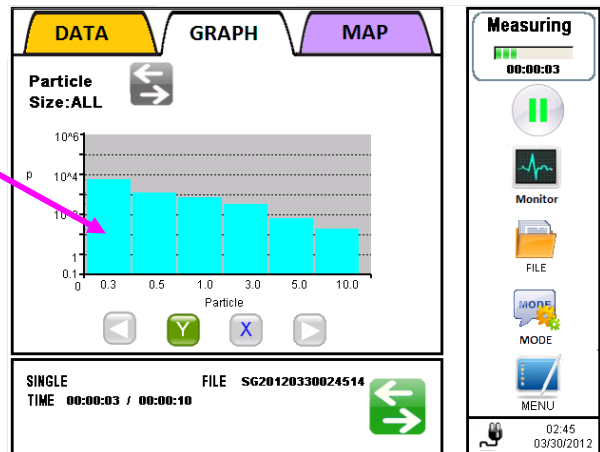 DATA
GRAPH
MAP
Particle
Size:ALL
10^6
p
10^4
10^2
1
0.1
0
0.3
0.5
1.0
3.0
5.0
10.0
Particle
Y
X
SINGLE
FILE SG20120330024514
TIME 00:00:03 / 00:00:10
Measuring
00:00:03
Monitor
FILE
MODE
MODE
MENU
02:45
03/30/2012